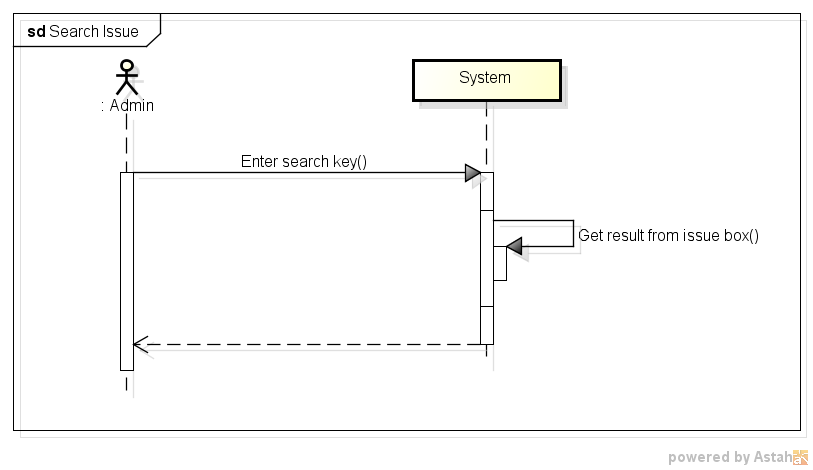 sd Search Issue
: Admin
System
Enter search key()
Get result from issue box()
powered by Astah